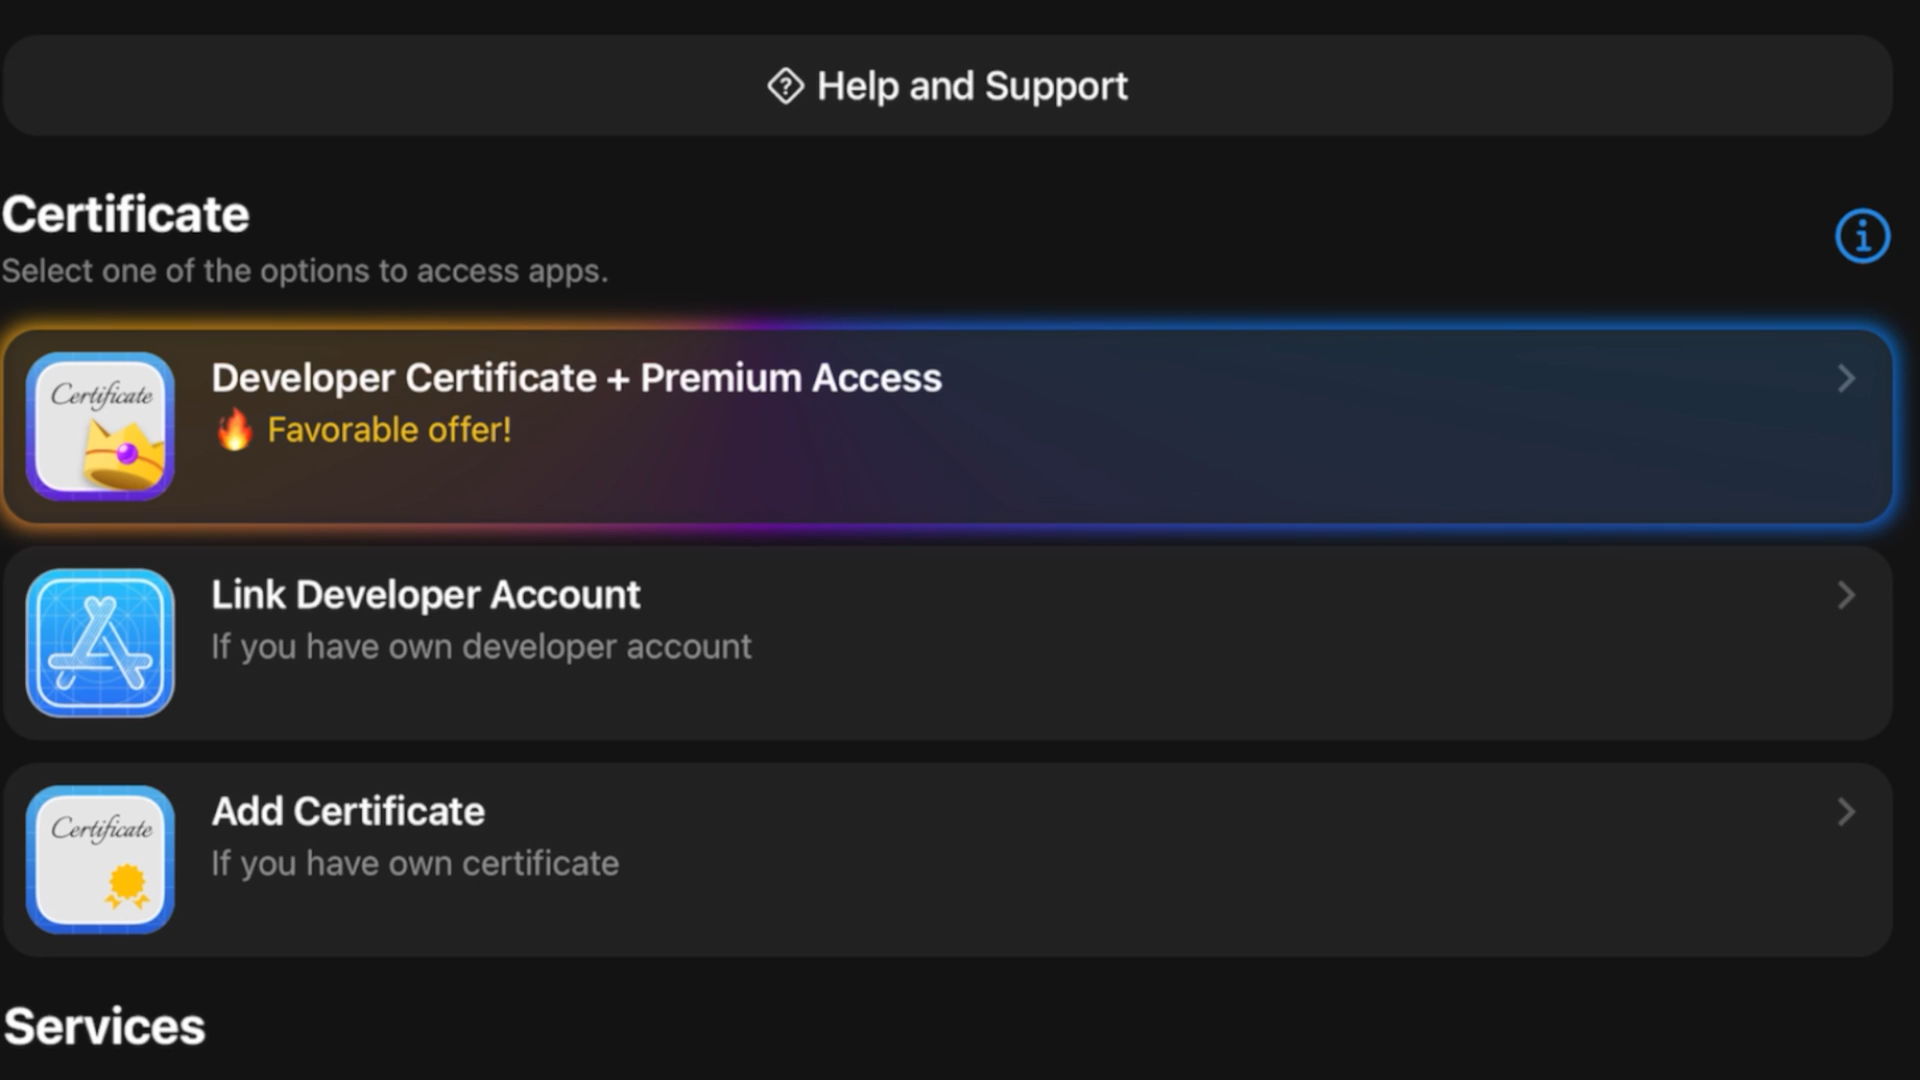 Help and Support
Certificate
Select one of the options to access apps.
Certificate
Developer Certificate + Premium Access
🔥 Favorable offer!
Link Developer Account
If you have own developer account
Certificate
Add Certificate
If you have own certificate
Services